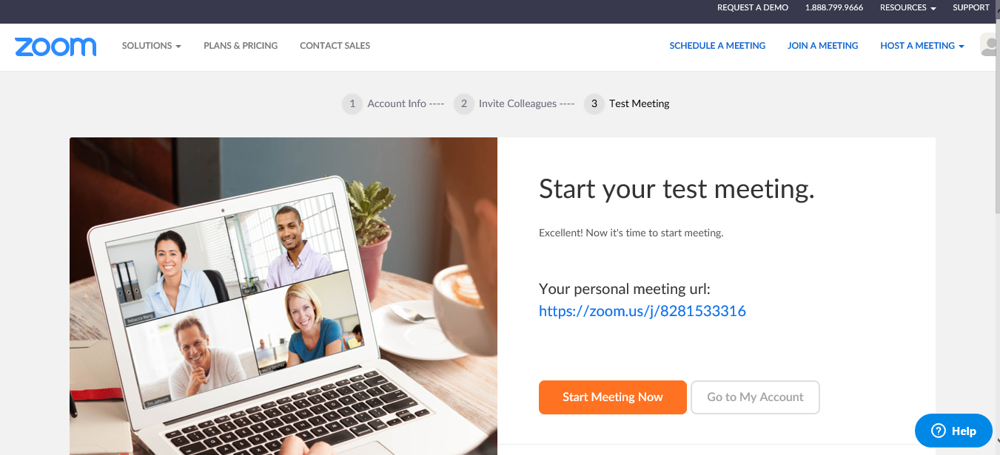 REQUEST A DEMO 1.888.799.9666 RESOURCES SUPPORT
zoom SOLUTIONS PLANS & PRICING CONTACT SALES SCHEDULE A MEETING JOIN A MEETING HOST A MEETING
1 Account Info ---- 2 Invite Colleagues ---- 3 Test Meeting
Start your test meeting.
Excellent! Now it's time to start meeting.
Your personal meeting url:
https://zoom.us/j/8281533316
Start Meeting Now Go to My Account
Help
Rebecca Wang